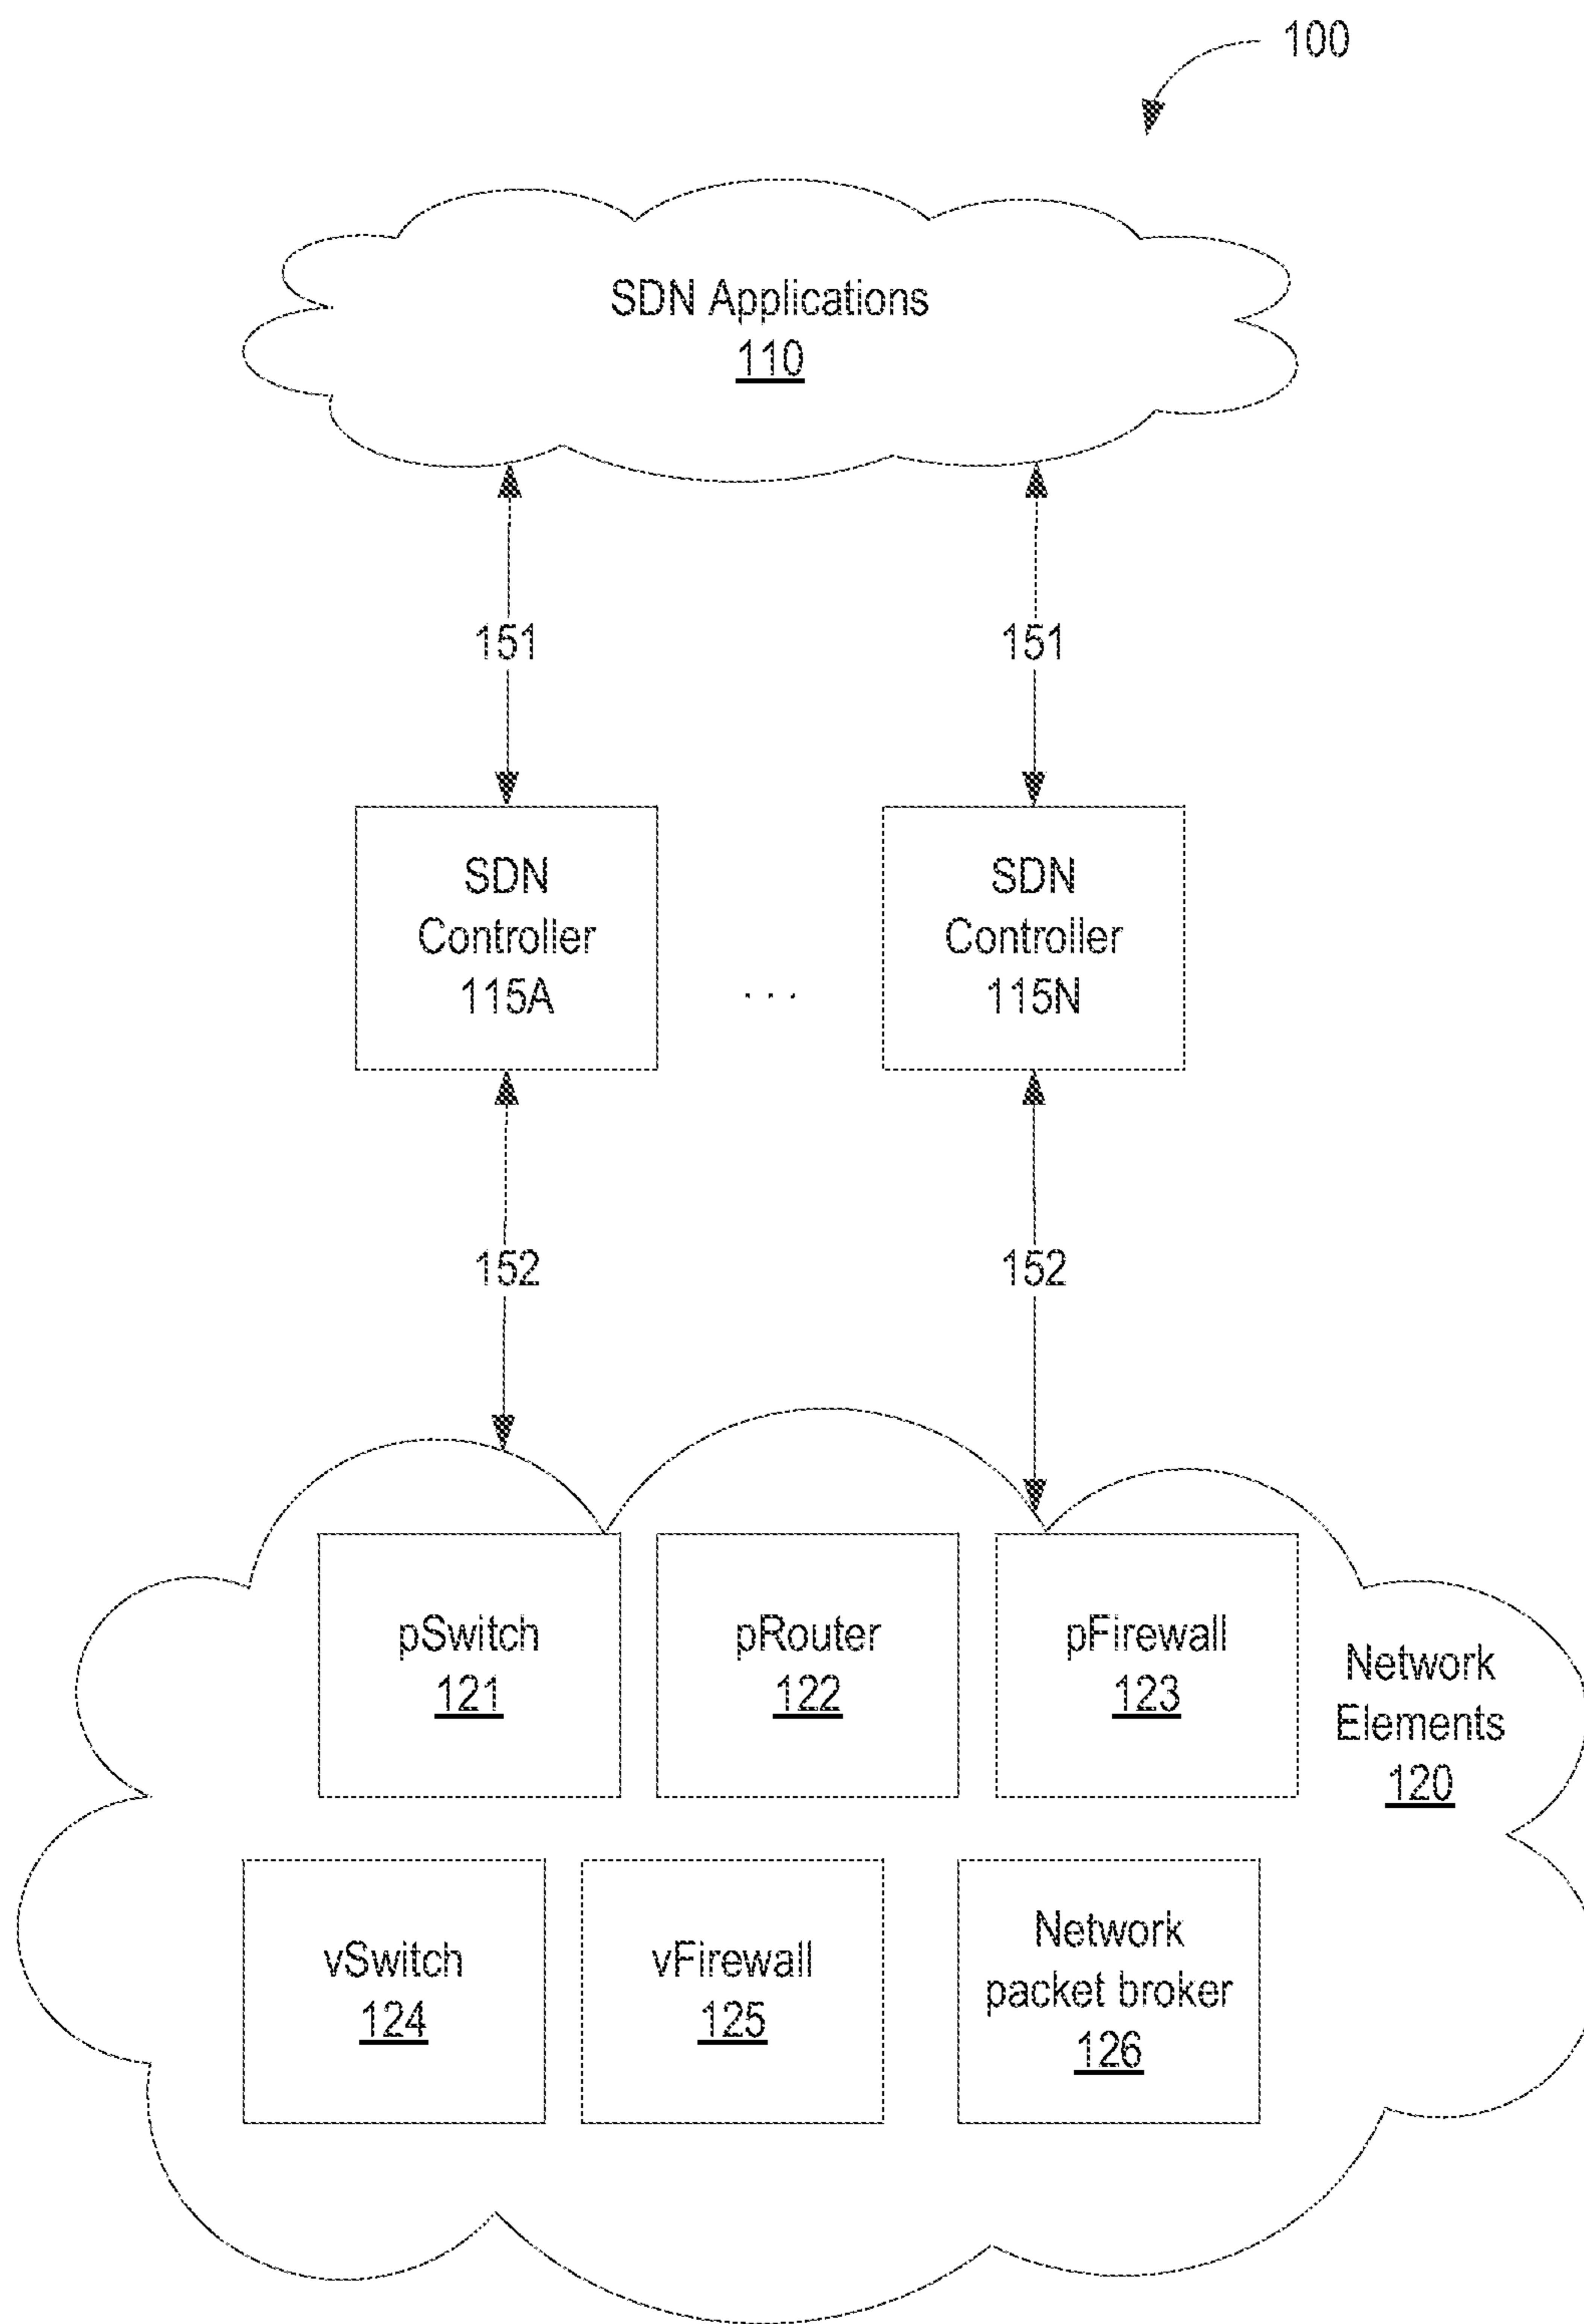 100
SDN Applications
110
151
151
SDN
Controller
115A
...
SDN
Controller
115N
152
152
pSwitch
121
pRouter
122
pFirewall
123
Network
Elements
120
vSwitch
124
vFirewall
125
Network
packet broker
126